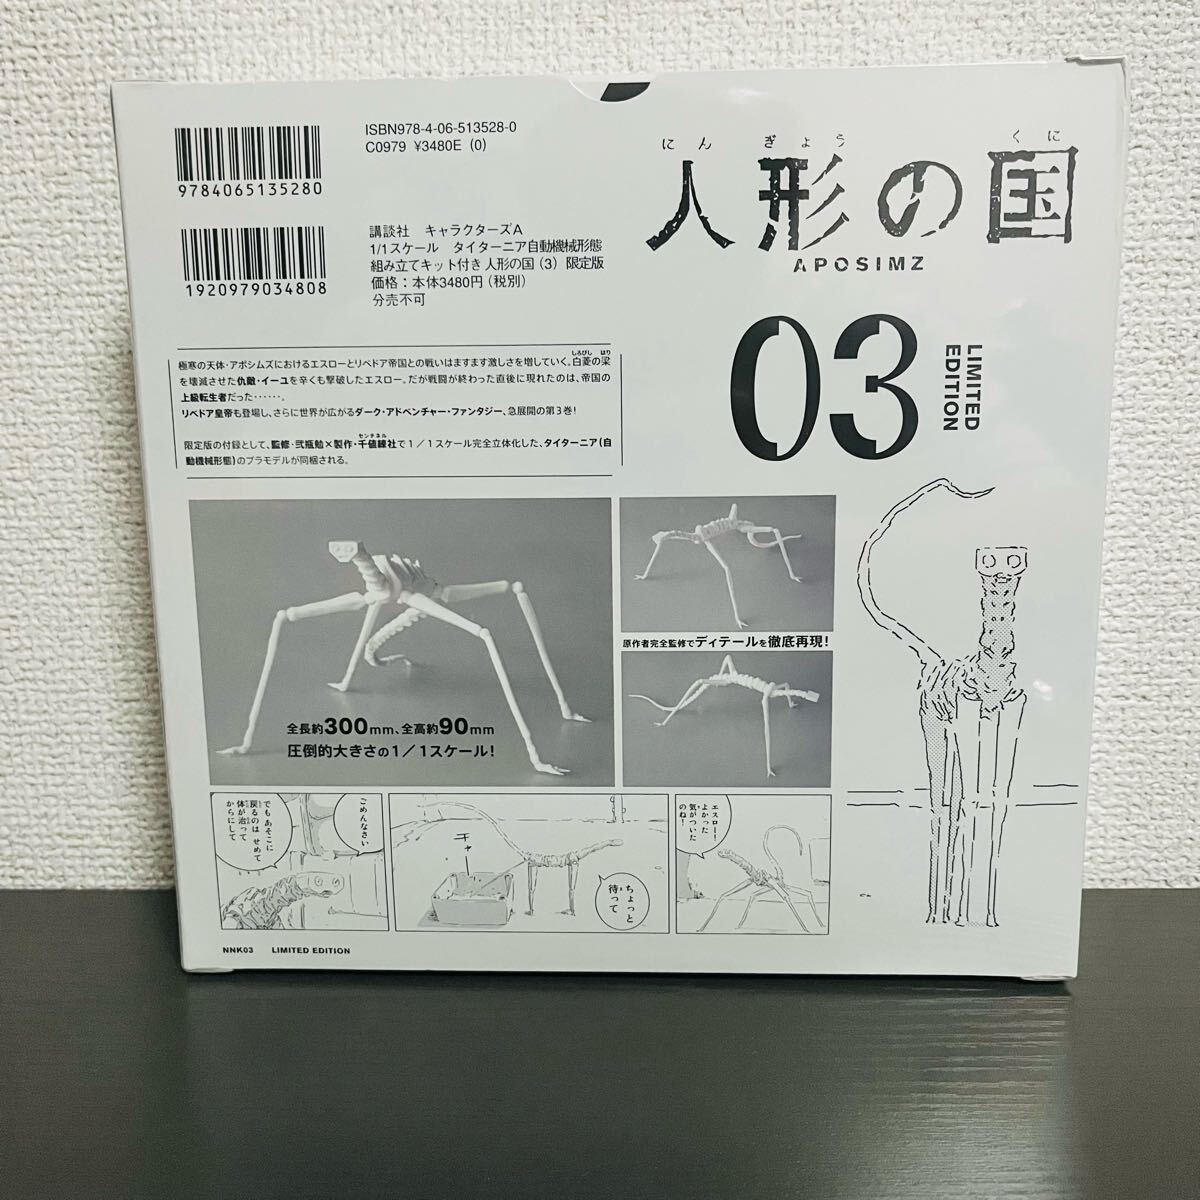 ISBN978-4-06-513528-0
C0979 ¥3480E (0)
9784065135280
1920979034808
講談社 キャラクターズA
1/1スケール タイターニア自動機械形態
組み立てキット付き 人形の国 (3) 限定版
価格:本体3480円(税別)
分売不可
にん ぎょう くに
人形の国
APOSIMZ
03
LIMITED
EDITION
極寒の天体・アポシムズにおけるエスローとリベドア帝国との戦いはますます激しさを増していく。白菱の梁
しろびし はり
を壊滅させた仇敵・イーユを辛くも撃破したエスロー。だが戦闘が終わった直後に現れたのは、帝国の
上級転生者だった……。
リベドア皇帝も登場し、さらに世界が広がるダーク・アドベンチャー・ファンタジー、急展開の第3巻!
センチネル
限定版の付録として、監修・弐瓶勉×製作・千値練社で1/1スケール完全立体化した、タイターニア(自
動機械形態)のプラモデルが同梱される。
全長約300mm、全高約90mm
圧倒的大きさの1/1スケール!
原作者完全監修でディテールを徹底再現!
ごめんなさい
でも あそこに
戻るのは せめて
体が治って
からにして
チャ
ちょっと
待って
エスロー!
よかった
気がついた
のね!
NNK03 LIMITED EDITION